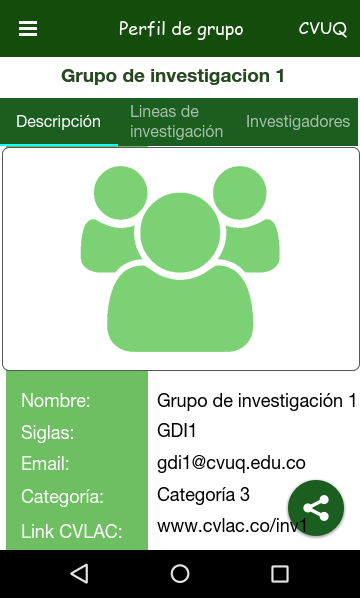 Perfil de grupo CVUQ
Grupo de investigacion 1
Descripción Lineas de investigación Investigadores
Nombre: Grupo de investigación 1
Siglas: GDI1
Email: gdi1@cvuq.edu.co
Categoría: Categoría 3
Link CVLAC: www.cvlac.co/inv1